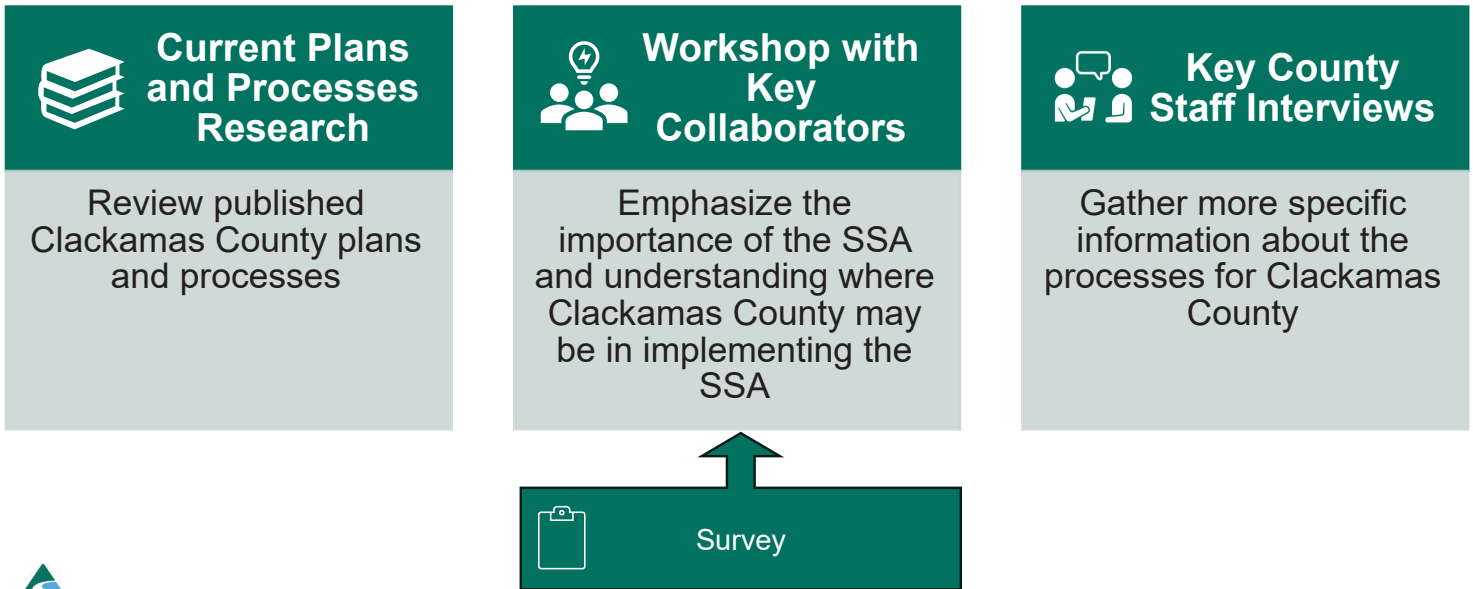 Current Plans
and Processes
Research
Review published
Clackamas County plans
and processes
Workshop with
Key
Collaborators
Emphasize the
importance of the SSA
and understanding where
Clackamas County may
be in implementing the
SSA
Key County
Staff Interviews
Gather more specific
information about the
processes for Clackamas
County
Survey